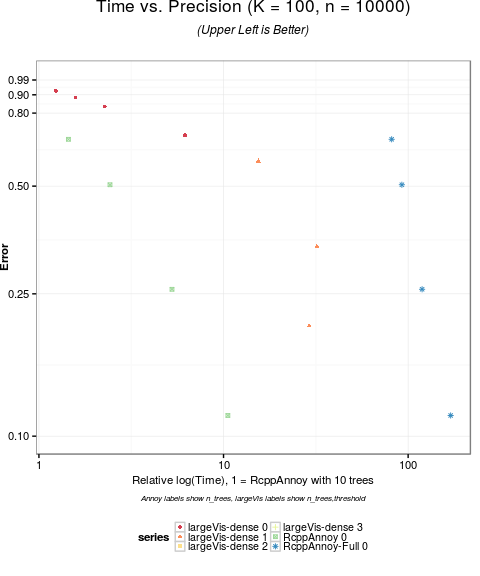 Time vs. Precision (K = 100, n = 10000)
(Upper Left is Better)
0.99
0.90
0.80
0.50
0.25
0.10
Error
1 10 100
Relative log(Time), 1 = RcppAnnoy with 10 trees
Annoy labels show n_trees, largeVis labels show n_trees,threshold
series
largeVis-dense 0 largeVis-dense 3
largeVis-dense 1 RcppAnnoy 0
largeVis-dense 2 RcppAnnoy-Full 0